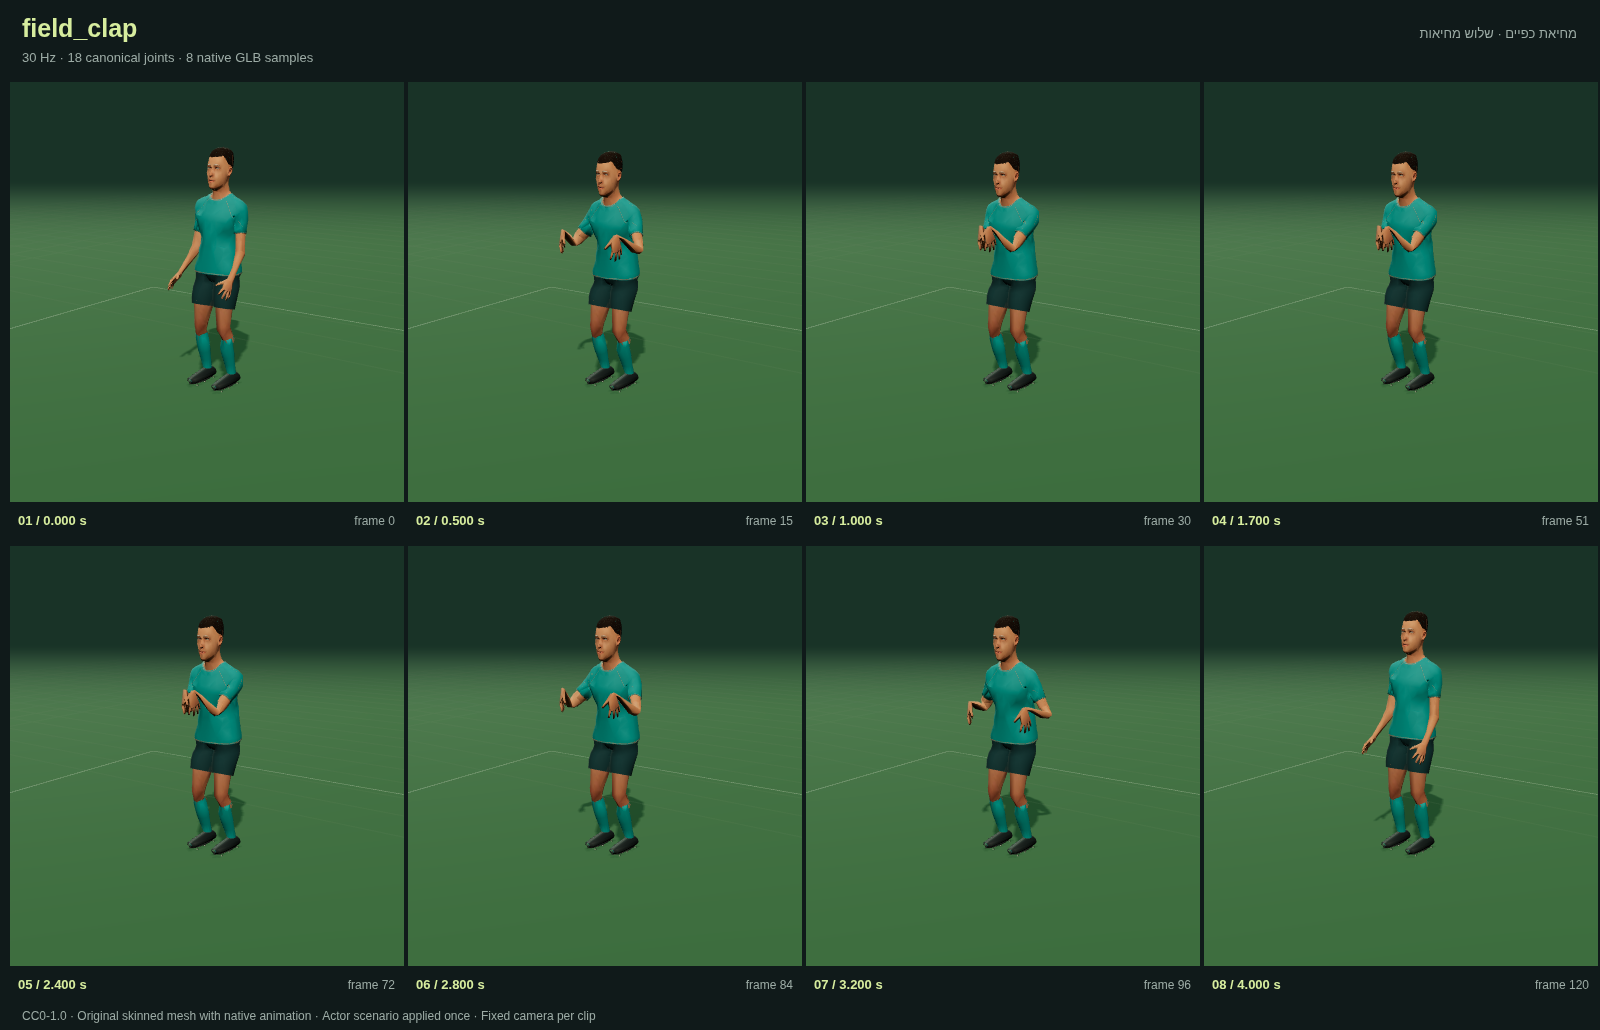 field_clap
מחיאת כפיים · שלוש מחיאות
30 Hz · 18 canonical joints · 8 native GLB samples
01 / 0.000 s frame 0
02 / 0.500 s frame 15
03 / 1.000 s frame 30
04 / 1.700 s frame 51
05 / 2.400 s frame 72
06 / 2.800 s frame 84
07 / 3.200 s frame 96
08 / 4.000 s frame 120
CC0-1.0 · Original skinned mesh with native animation · Actor scenario applied once · Fixed camera per clip